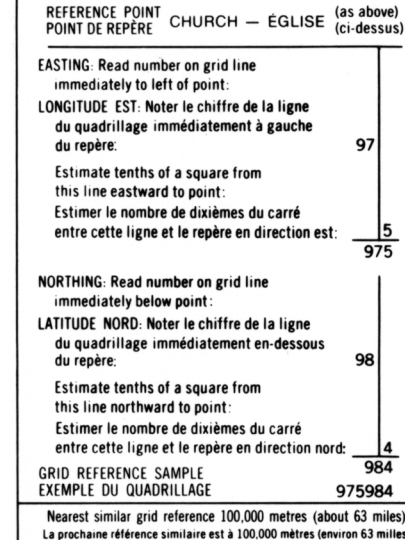 REFERENCE POINT CHURCH — ÉGLISE (as above)
POINT DE REPÈRE (ci-dessus)
EASTING: Read number on grid line
immediately to left of point:
LONGITUDE EST: Noter le chiffre de la ligne
du quadrillage immédiatement à gauche
du repère: 97
Estimate tenths of a square from
this line eastward to point:
Estimer le nombre de dixièmes du carré
entre cette ligne et le repère en direction est: 5
975
NORTHING: Read number on grid line
immediately below point:
LATITUDE NORD: Noter le chiffre de la ligne
du quadrillage immédiatement en-dessous
du repère: 98
Estimate tenths of a square from
this line northward to point:
Estimer le nombre de dixièmes du carré
entre cette ligne et le repère en direction nord: 4
GRID REFERENCE SAMPLE 984
EXEMPLE DU QUADRILLAGE 975984
Nearest similar grid reference 100,000 metres (about 63 miles)
La prochaine référence similaire est à 100,000 mètres (environ 63 milles